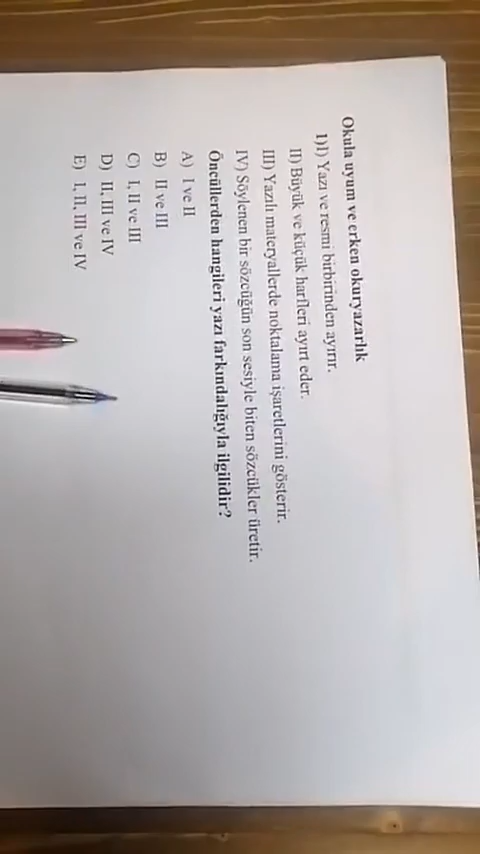 Okula uyum ve erken okuryazarlık
1)I) Yazı ve resmi birbirinden ayırır.
II) Büyük ve küçük harfleri ayırt eder.
III) Yazılı materyallerde noktalama işaretlerini gösterir.
IV) Söylenen bir sözcüğün son sesiyle biten sözcükler üretir.
Öncüllerden hangileri yazı farkındalığıyla ilgilidir?
A) I ve II
B) II ve III
C) I, II ve III
D) II, III ve IV
E) I, II, III ve IV